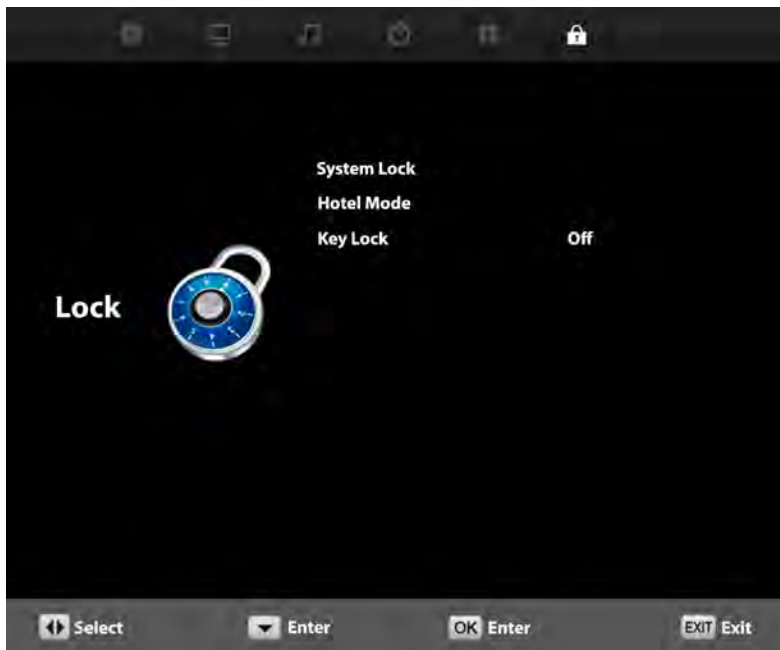 System Lock
Hotel Mode
Key Lock Off
Lock
Select Enter OK Enter EXIT Exit